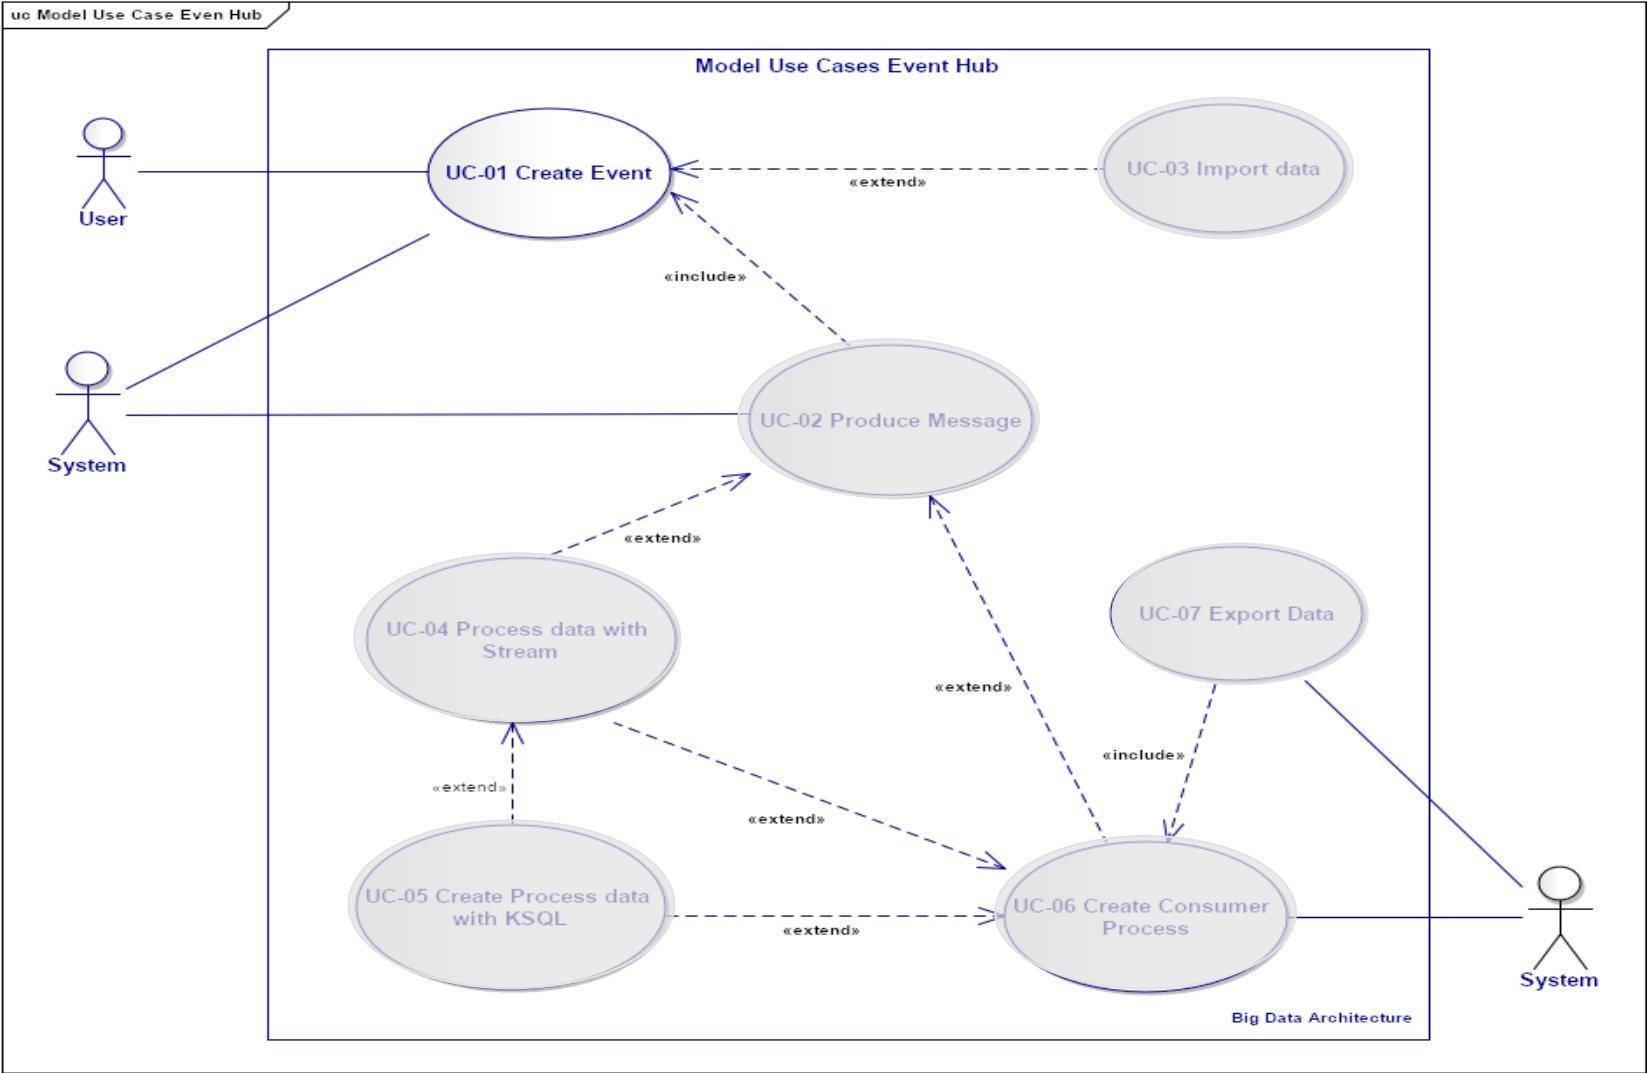 uc Model Use Case Even Hub
Model Use Cases Event Hub
User
UC-01 Create Event
«extend»
UC-03 Import data
«include»
System
UC-02 Produce Message
«extend»
UC-04 Process data with
Stream
UC-07 Export Data
«extend»
«include»
«extend»
«extend»
UC-05 Create Process data
with KSQL
«extend»
UC-06 Create Consumer
Process
System
Big Data Architecture